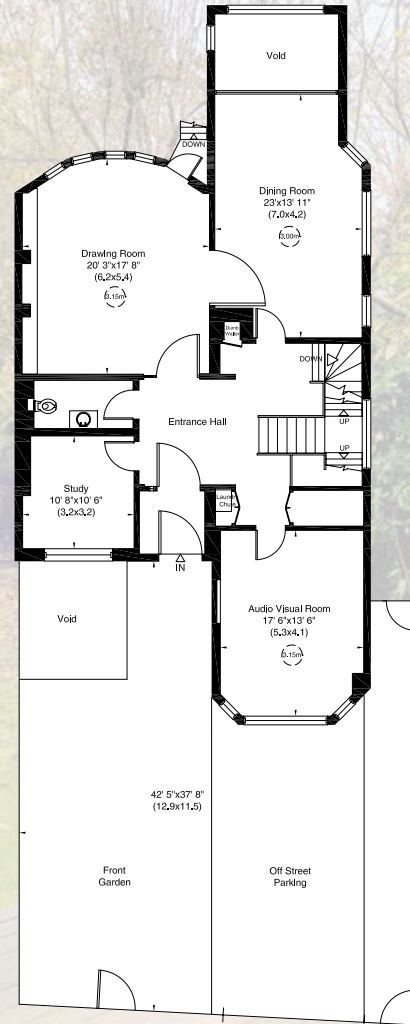 Void
DOWN
Dining Room
23'x13' 11"
(7.0x4.2)
3.00m
Drawing Room
20' 3"x17' 8"
(6.2x5.4)
3.15m
Dumb
Waiter
DOWN
Entrance Hall
UP
UP
Study
10' 8"x10' 6"
(3.2x3.2)
Laundry
Chute
IN
Void
Audio Visual Room
17' 6"x13' 6"
(5.3x4.1)
3.15m
42' 5"x37' 8"
(12.9x11.5)
Front
Garden
Off Street
Parking